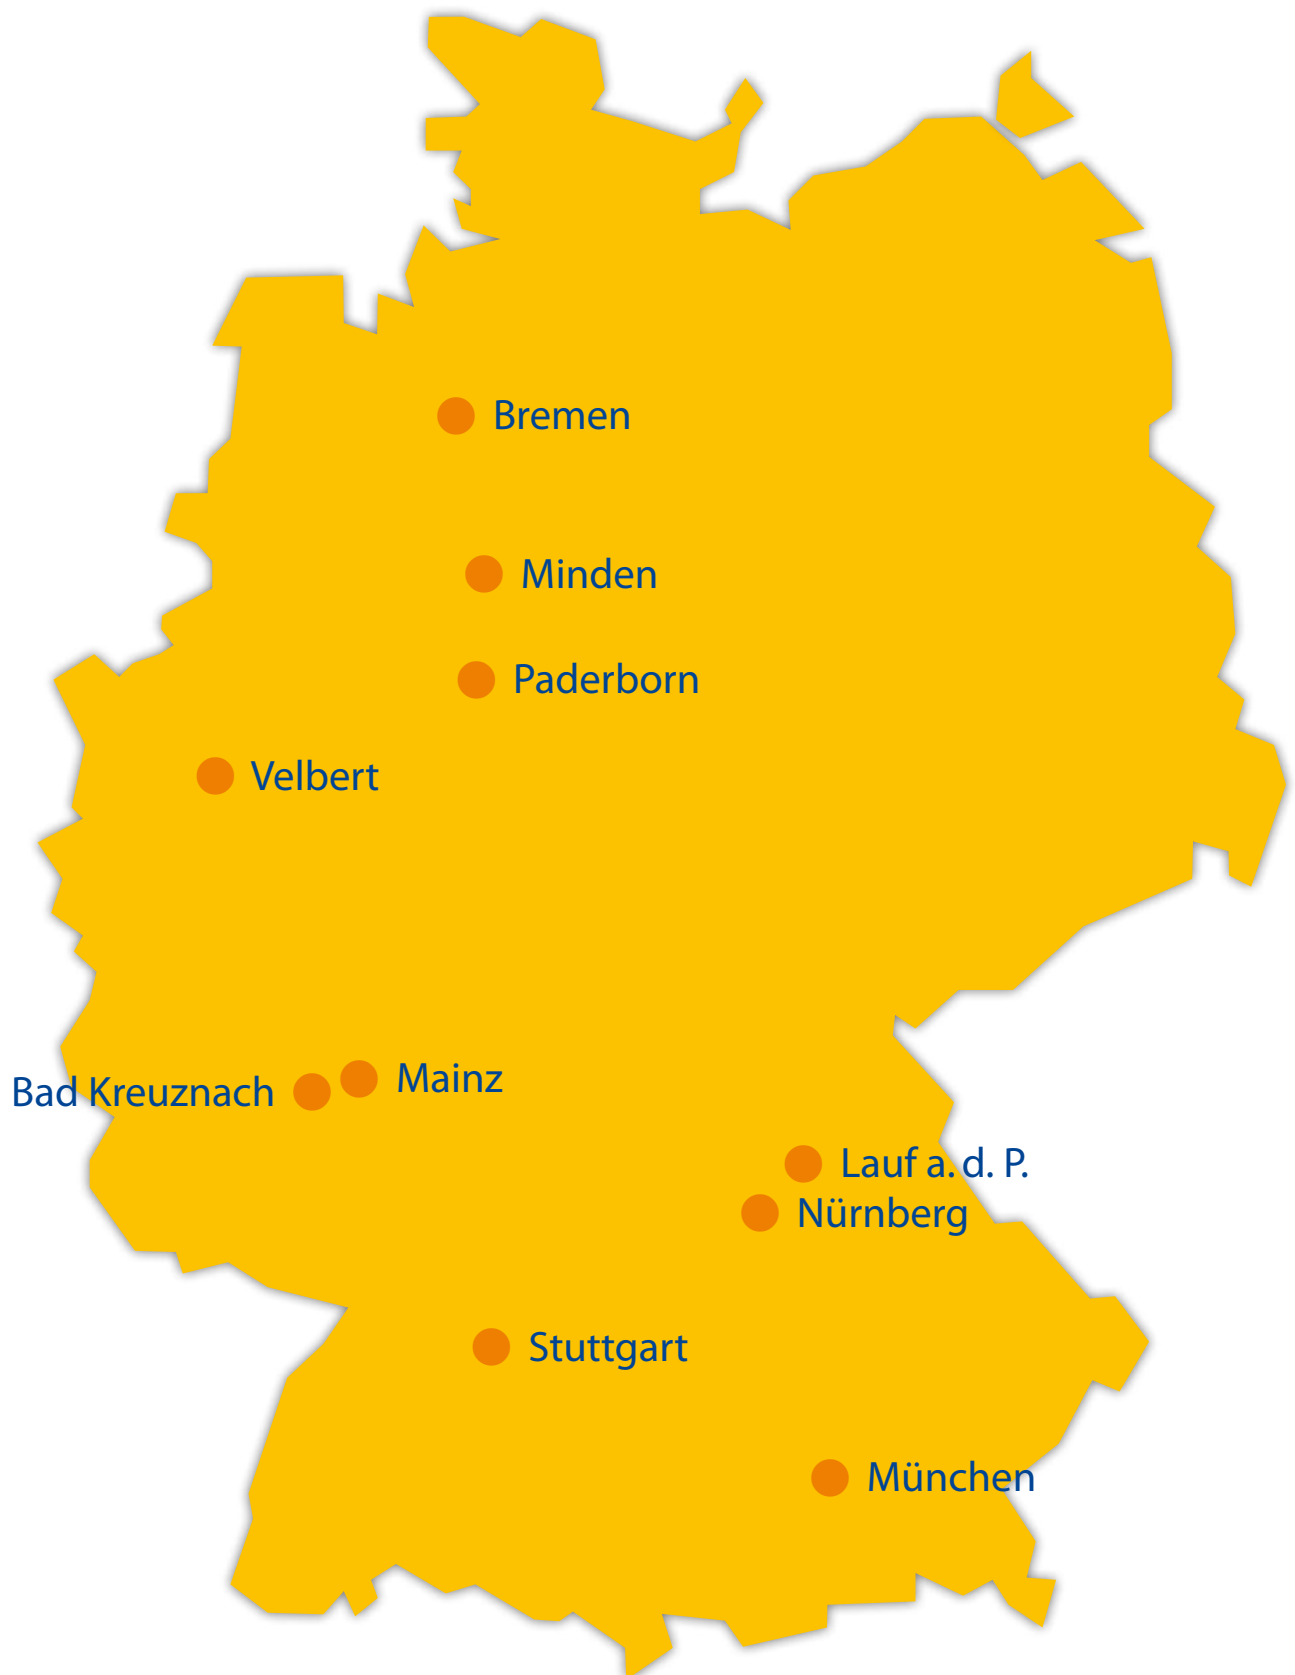 Bremen
Minden
Paderborn
Velbert
Mainz
Bad Kreuznach
Lauf a. d. P.
Nürnberg
Stuttgart
München